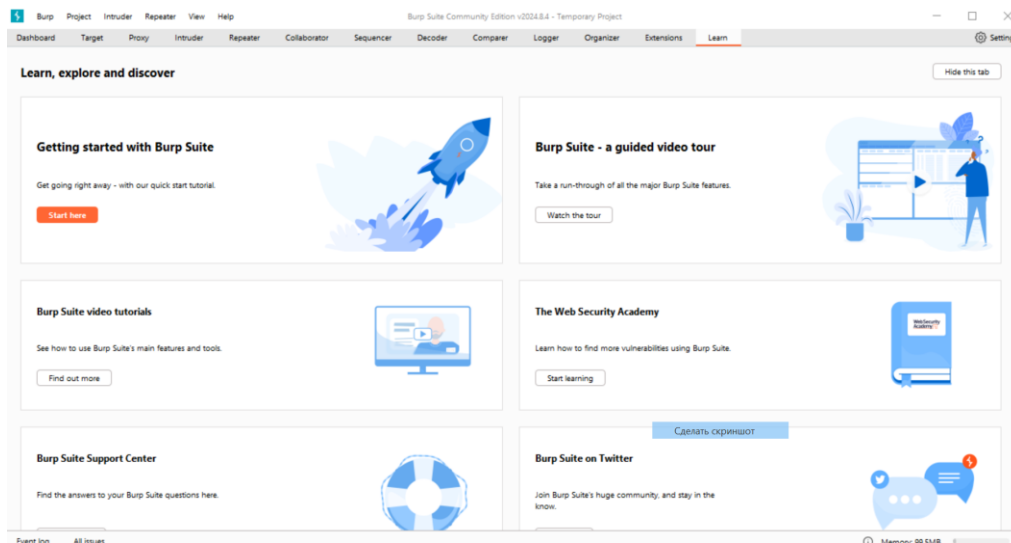 Burp Project Intruder Repeater View Help Burp Suite Community Edition v2024.8.4 - Temporary Project
Dashboard Target Proxy Intruder Repeater Collaborator Sequencer Decoder Comparer Logger Organizer Extensions Learn Setting
Learn, explore and discover
Hide this tab
Getting started with Burp Suite
Get going right away - with our quick start tutorial.
Start here
Burp Suite - a guided video tour
Take a run-through of all the major Burp Suite features.
Watch the tour
Burp Suite video tutorials
See how to use Burp Suite's main features and tools.
Find out more
The Web Security Academy
Learn how to find more vulnerabilities using Burp Suite.
Start learning
WebSecurity
Academy
Сделать скриншот
Burp Suite Support Center
Find the answers to your Burp Suite questions here.
Burp Suite on Twitter
Join Burp Suite's huge community, and stay in the
know.
Event log All issues Memory: 99.5MB